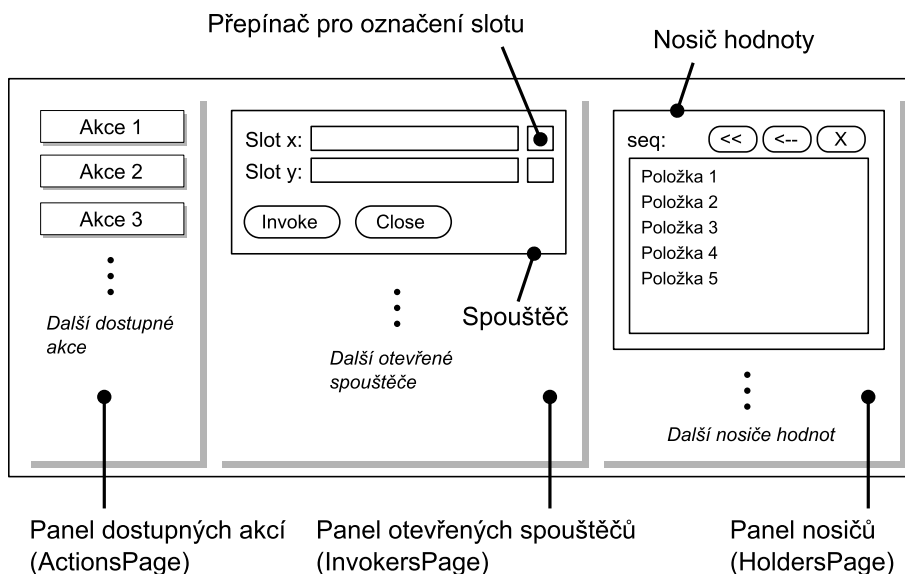 Přepínač pro označení slotu
Nosič hodnoty
Akce 1
Akce 2
Akce 3
Další dostupné
akce
Slot x:
Slot y:
Invoke
Close
Spouštěč
Další otevřené
spouštěče
seq:
<<
<--
X
Položka 1
Položka 2
Položka 3
Položka 4
Položka 5
Další nosiče hodnot
Panel dostupných akcí
(ActionsPage)
Panel otevřených spouštěčů
(InvokersPage)
Panel nosičů
(HoldersPage)